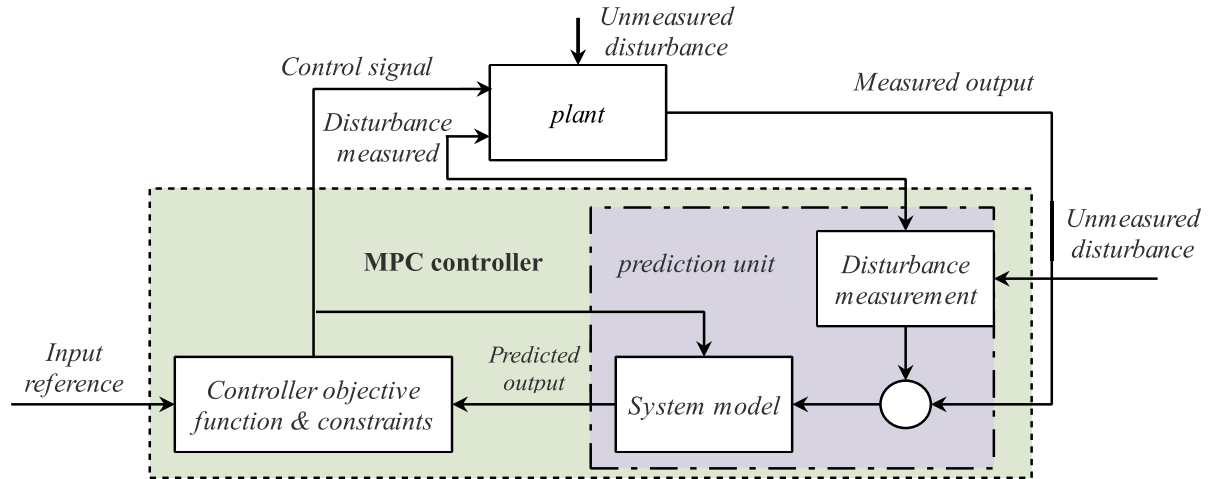 Unmeasured
disturbance
Control signal
Measured output
plant
Disturbance
measured
Unmeasured
disturbance
MPC controller
prediction unit
Disturbance
measurement
Input
reference
Predicted
output
Controller objective
function & constraints
System model